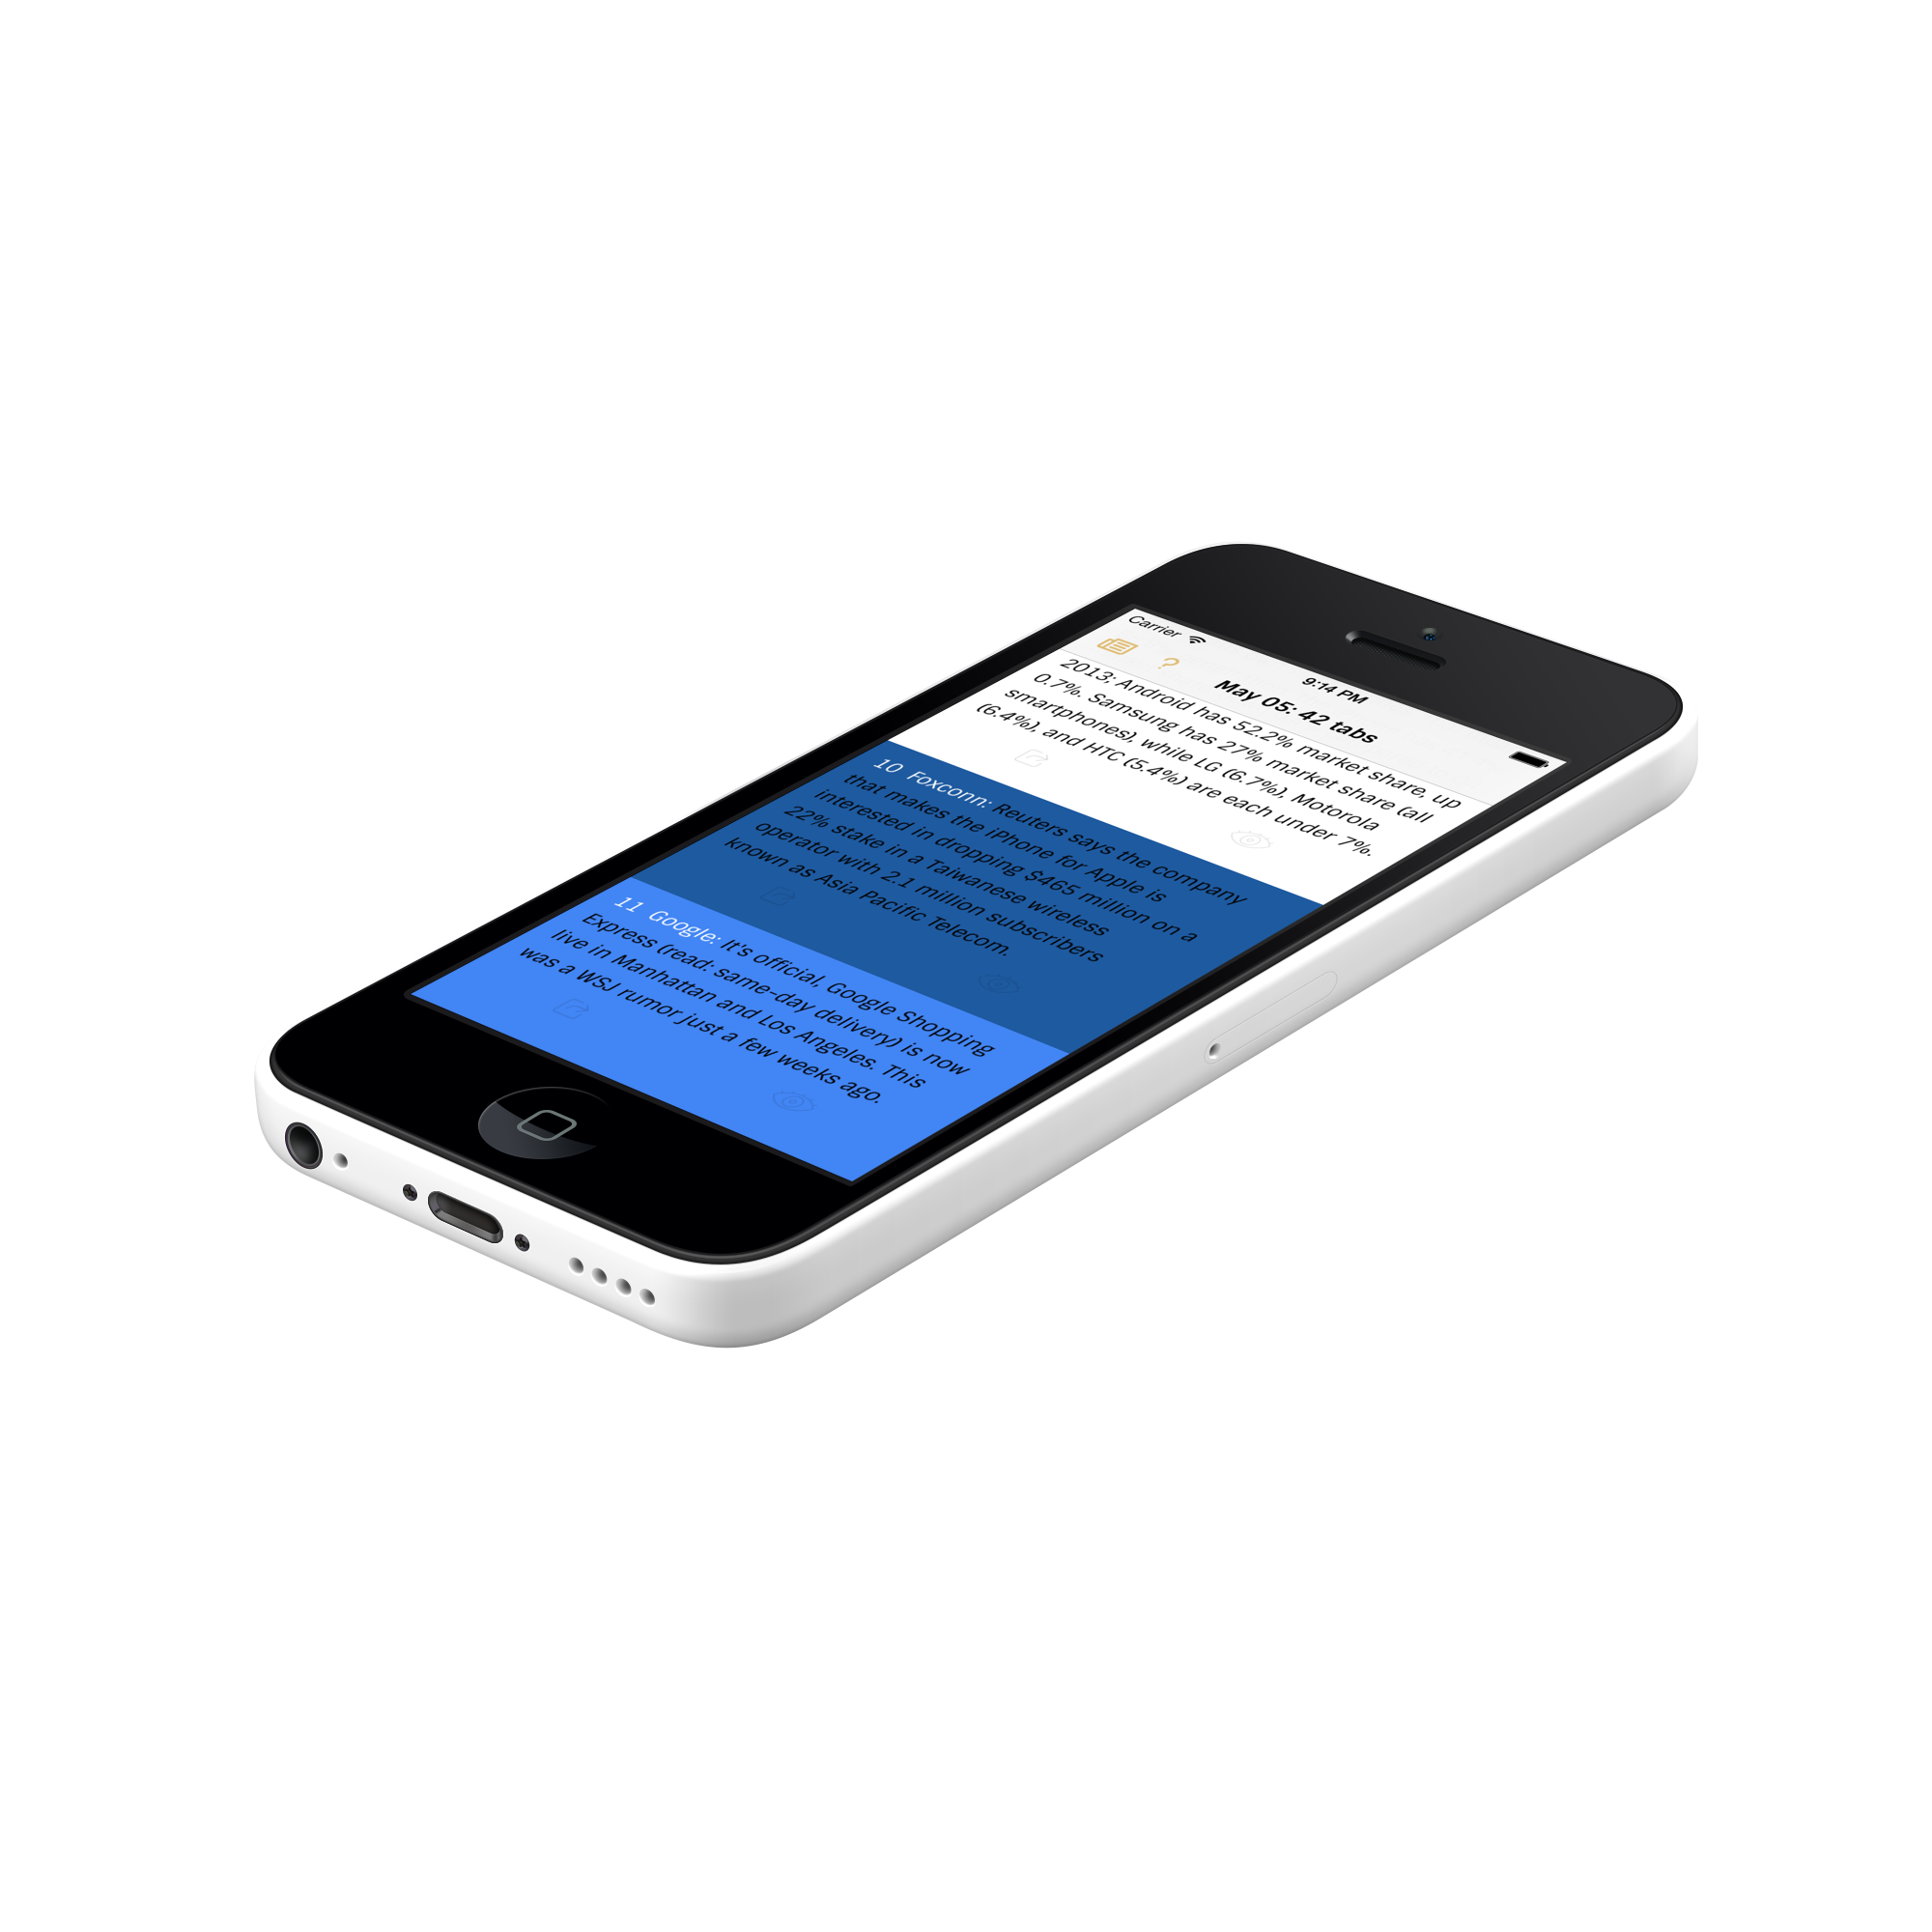 Carrier
9:14 PM
?
May 05: 42 tabs
2013; Android has 52.2% market share, up
0.7%. Samsung has 27% market share (all
smartphones), while LG (6.7%), Motorola
(6.4%), and HTC (5.4%) are each under 7%.
10 Foxconn: Reuters says the company
that makes the iPhone for Apple is
interested in dropping $465 million on a
22% stake in a Taiwanese wireless
operator with 2.1 million subscribers
known as Asia Pacific Telecom.
11 Google: It's official, Google Shopping
Express (read: same-day delivery) is now
live in Manhattan and Los Angeles. This
was a WSJ rumor just a few weeks ago.